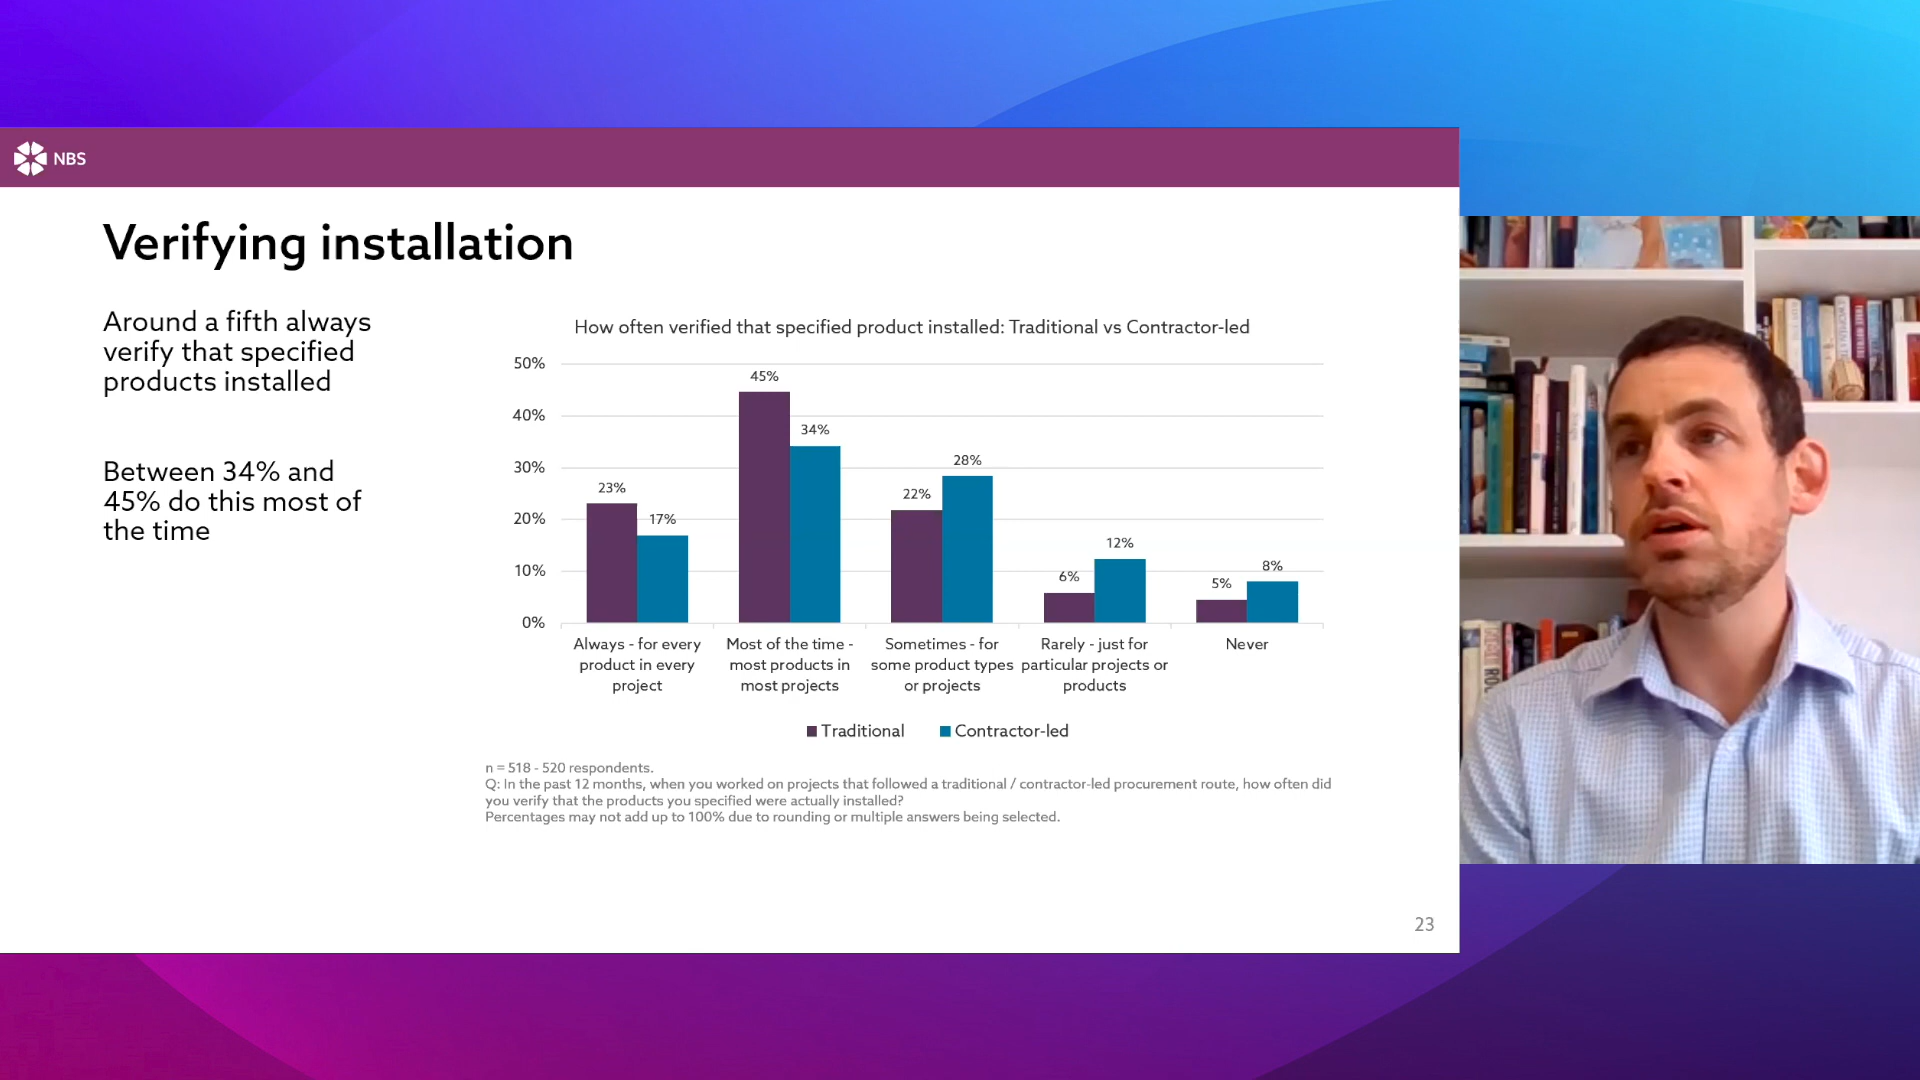 NBS
Verifying installation
Around a fifth always
verify that specified
products installed
Between 34% and
45% do this most of
the time
How often verified that specified product installed: Traditional vs Contractor-led
50%
40%
30%
20%
10%
0%
23%
17%
45%
34%
22%
28%
6%
12%
5%
8%
Always - for every
product in every
project
Most of the time -
most products in
most projects
Sometimes - for
some product types
or projects
Rarely - just for
particular projects or
products
Never
Traditional
Contractor-led
n = 518 - 520 respondents.
Q: In the past 12 months, when you worked on projects that followed a traditional / contractor-led procurement route, how often did
you verify that the products you specified were actually installed?
Percentages may not add up to 100% due to rounding or multiple answers being selected.
23